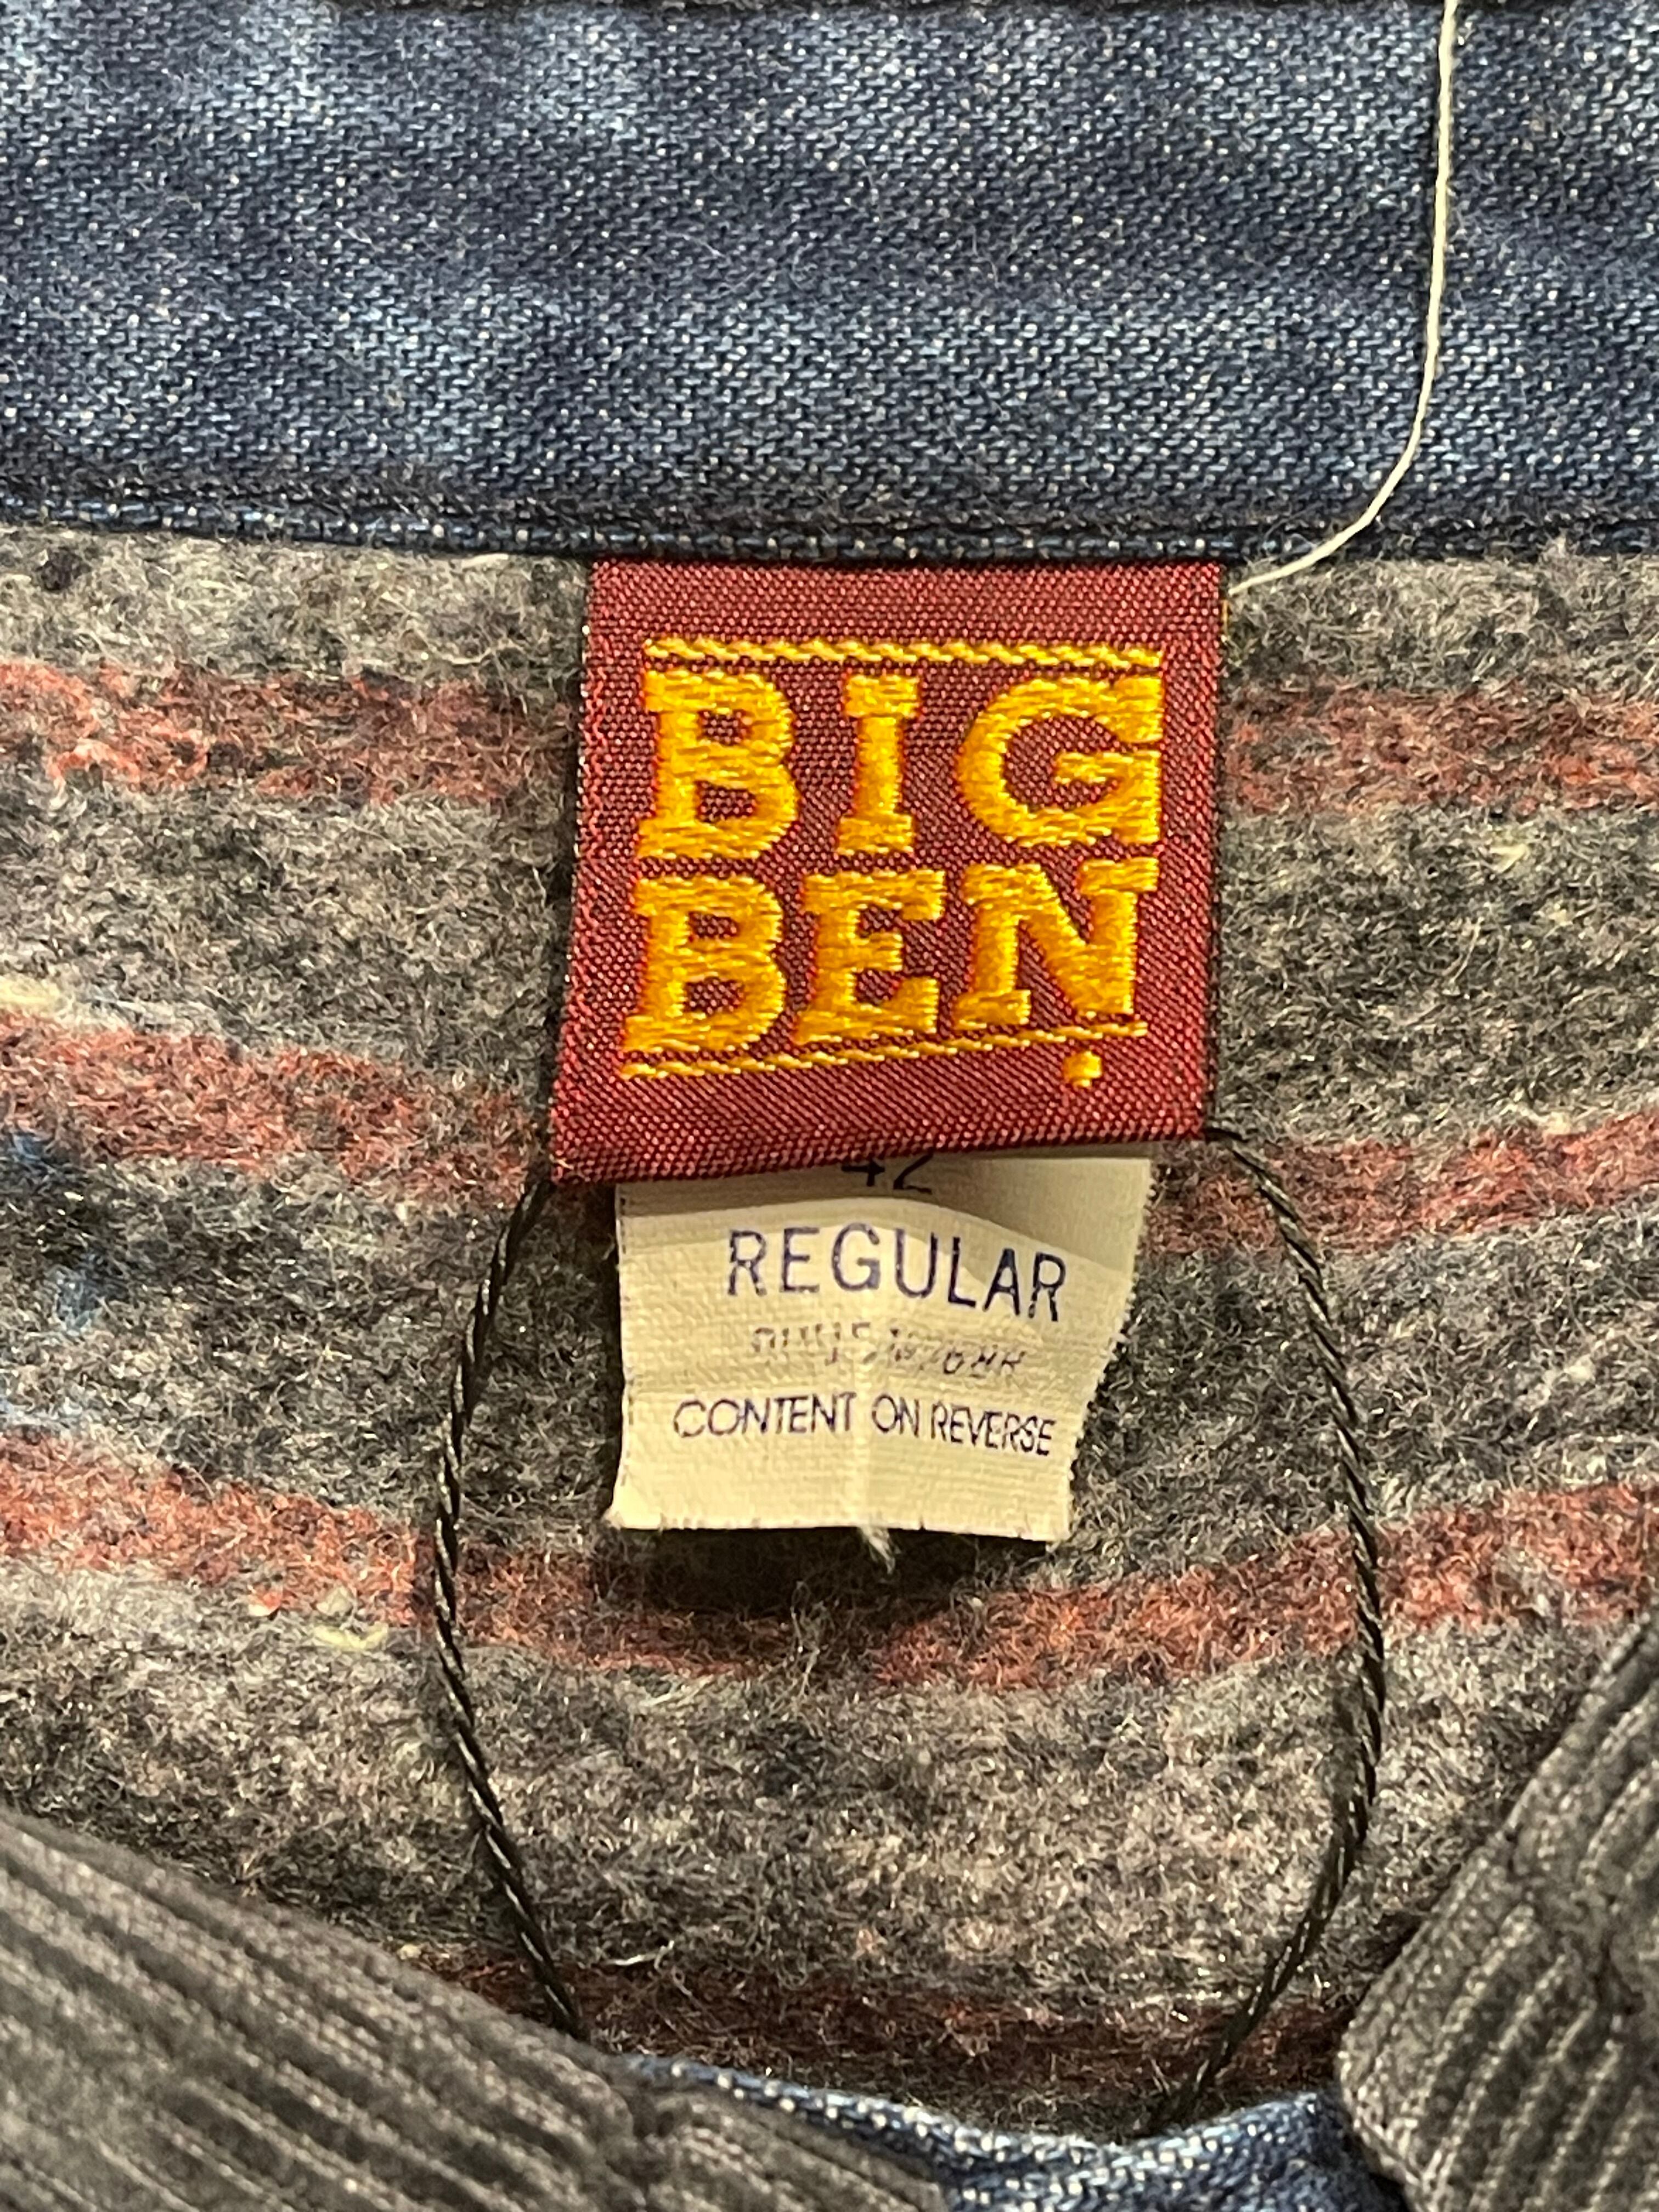 BIG
BEN
42
REGULAR
CONTENT ON REVERSE